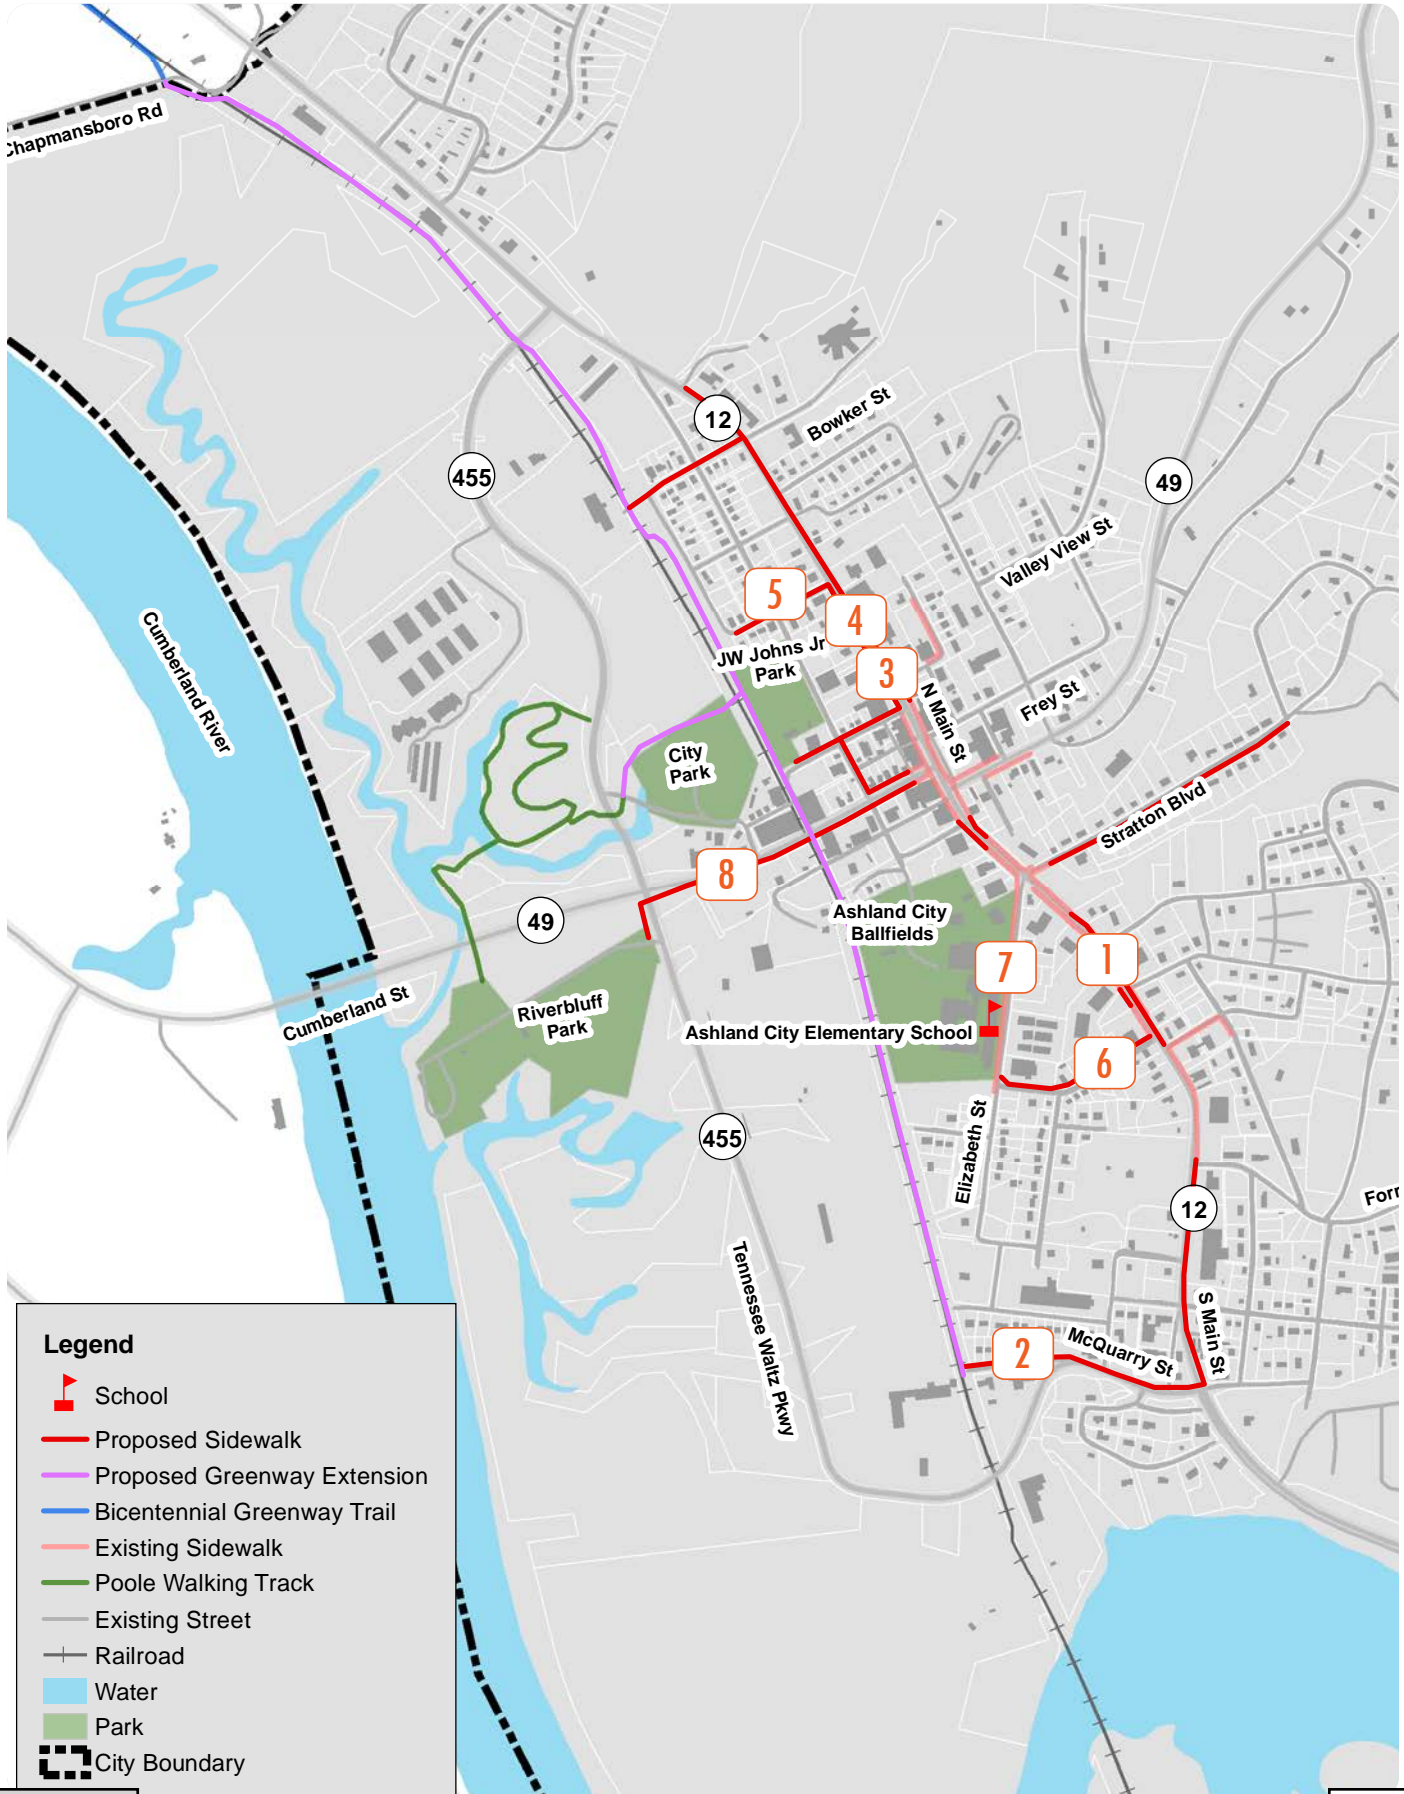 Chapmansboro Rd
12
Bowker St
455
49
Valley View St
5
4
Cumberland River
JW Johns Jr
Park
3
N Main St
Frey St
City
Park
Stratton Blvd
8
49
Ashland City
Ballfields
7
1
Cumberland St
Riverbluff
Park
Ashland City Elementary School
6
455
Elizabeth St
12
Forr
Tennessee Waltz Pkwy
S Main St
2
McQuarry St
Legend
School
Proposed Sidewalk
Proposed Greenway Extension
Bicentennial Greenway Trail
Existing Sidewalk
Poole Walking Track
Existing Street
Railroad
Water
Park
City Boundary